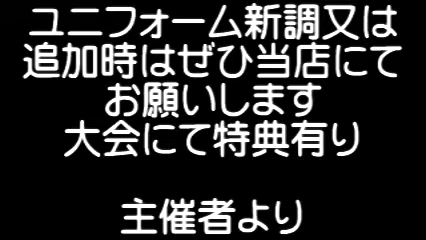 ユニフォーム新調又は
追加時はぜひ当店にて
お願いします
大会にて特典有り
主催者より